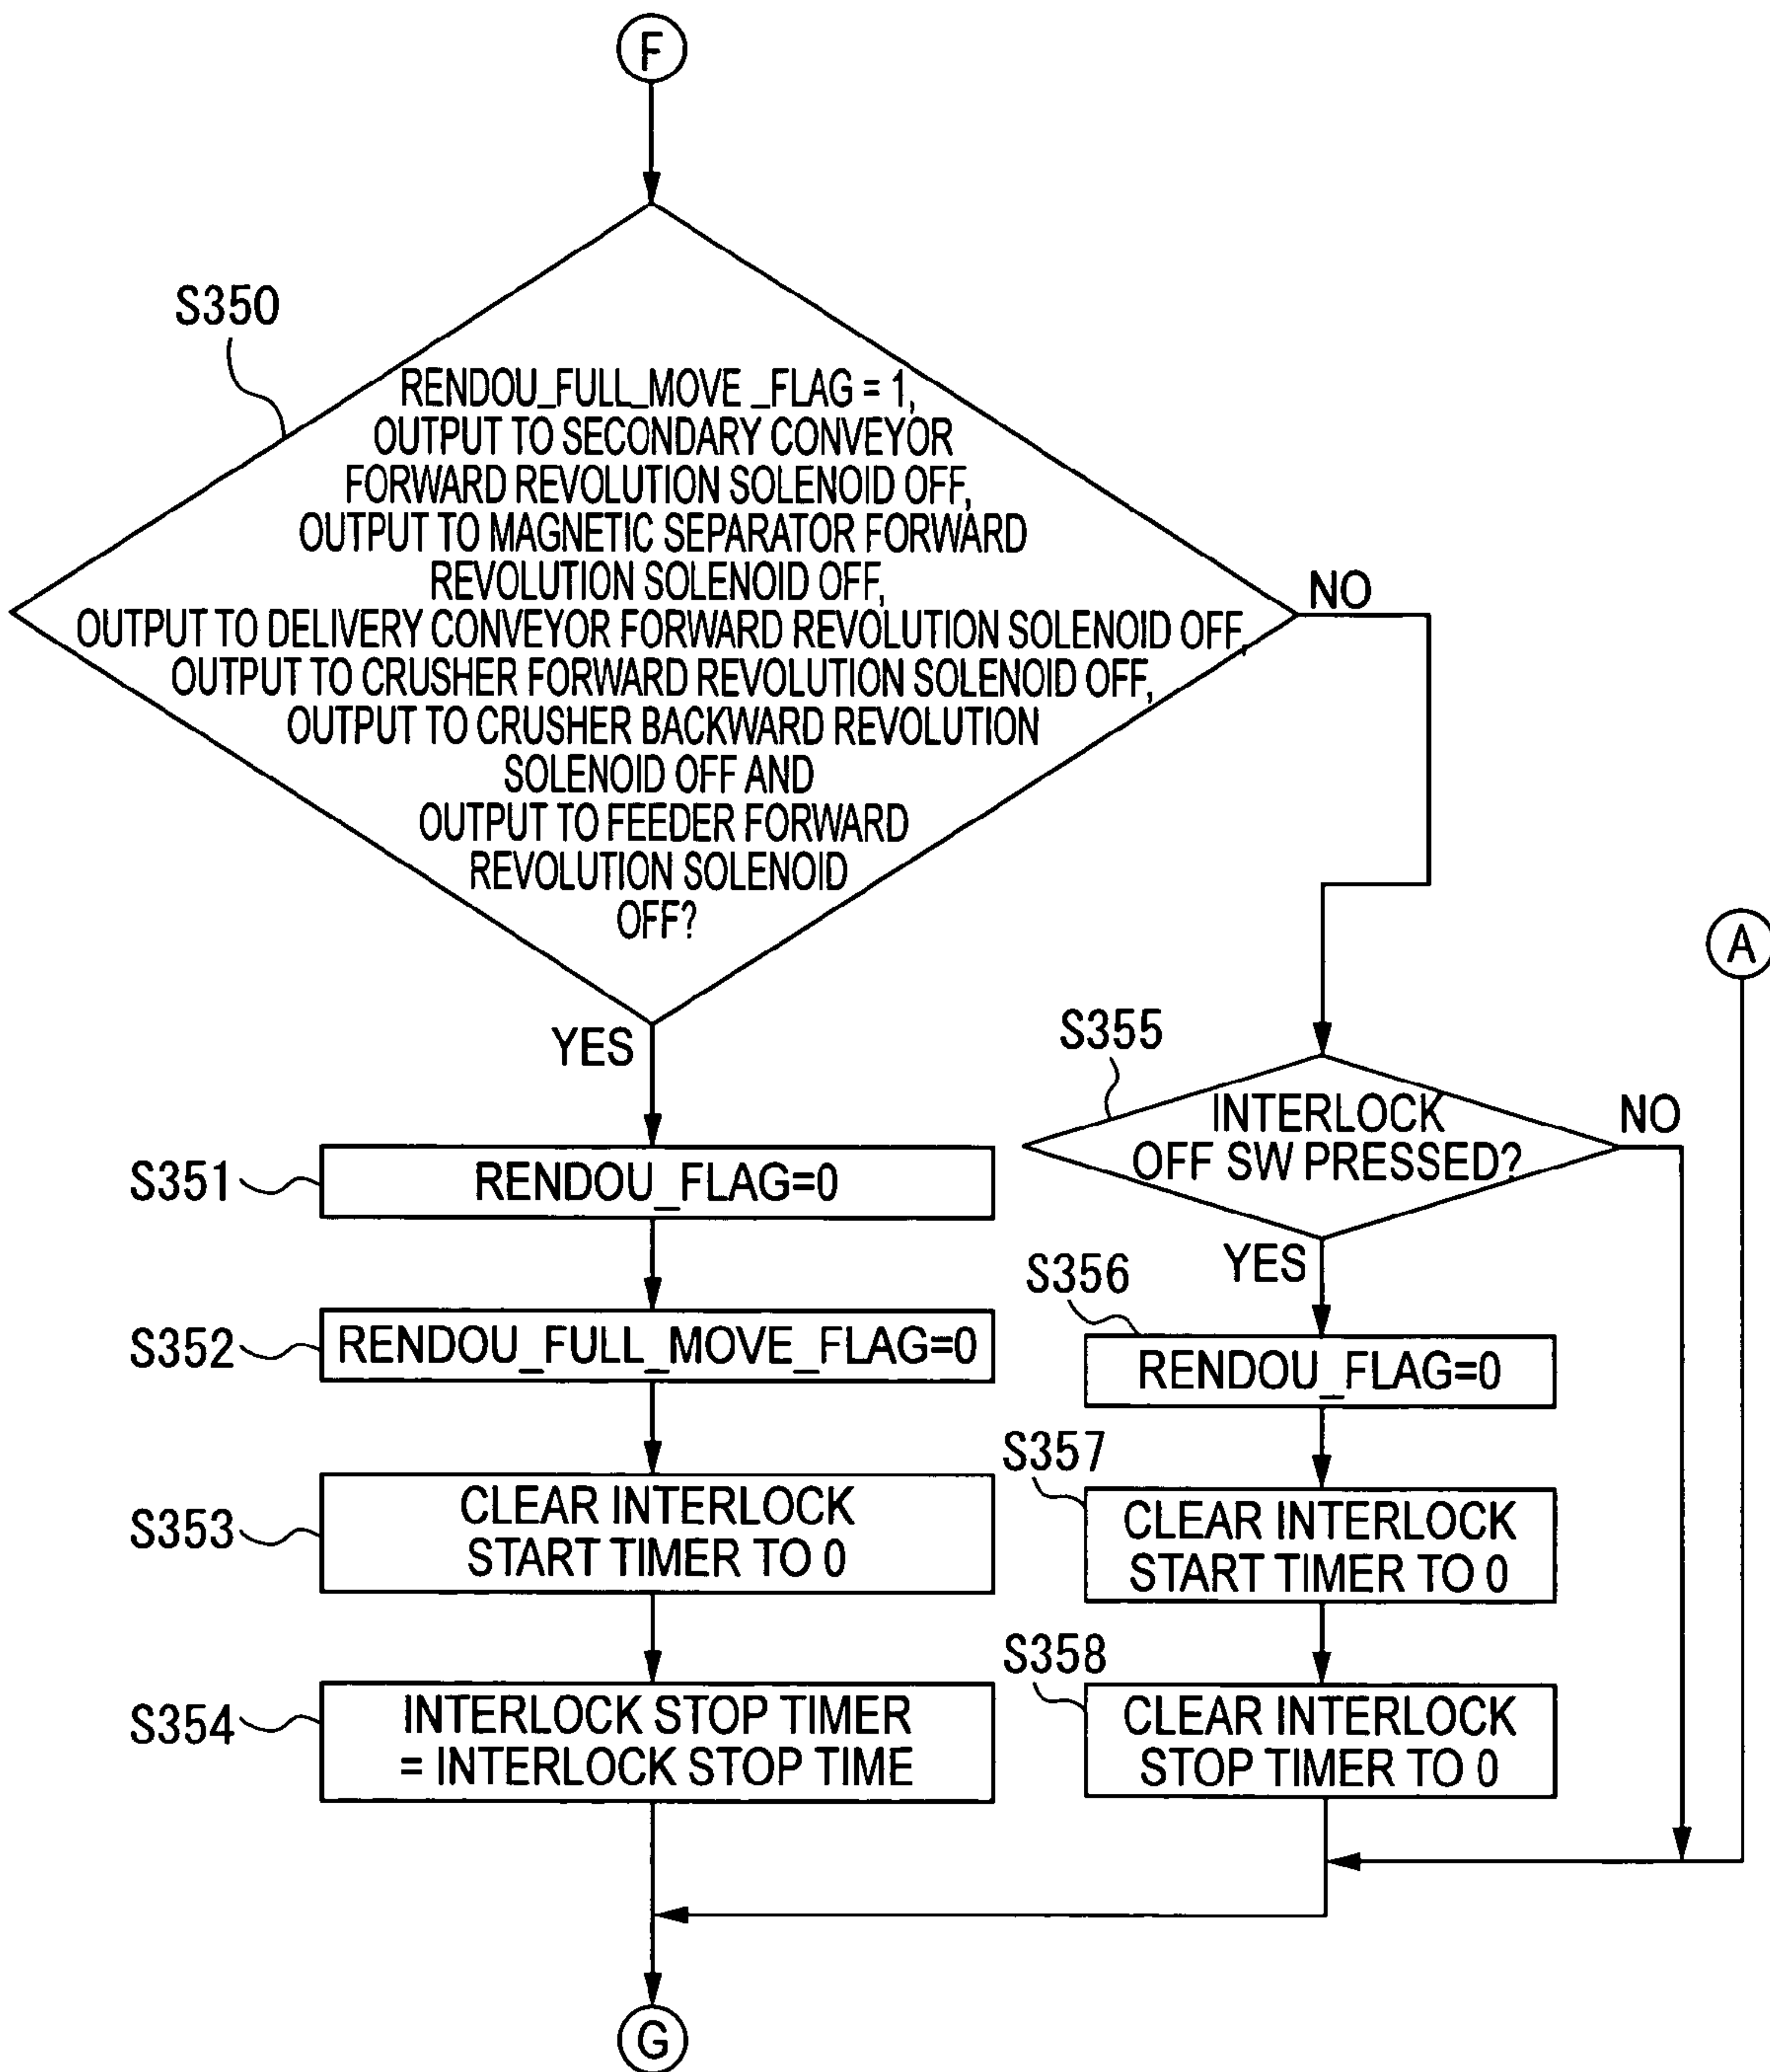 F
S350
RENDOU_FULL_MOVE _FLAG = 1,
OUTPUT TO SECONDARY CONVEYOR
FORWARD REVOLUTION SOLENOID OFF,
OUTPUT TO MAGNETIC SEPARATOR FORWARD
REVOLUTION SOLENOID OFF,
OUTPUT TO DELIVERY CONVEYOR FORWARD REVOLUTION SOLENOID OFF,
OUTPUT TO CRUSHER FORWARD REVOLUTION SOLENOID OFF,
OUTPUT TO CRUSHER BACKWARD REVOLUTION
SOLENOID OFF AND
OUTPUT TO FEEDER FORWARD
REVOLUTION SOLENOID
OFF?
NO
YES
S351
RENDOU_FLAG=0
S352
RENDOU_FULL_MOVE_FLAG=0
S353
CLEAR INTERLOCK
START TIMER TO 0
S354
INTERLOCK STOP TIMER
= INTERLOCK STOP TIME
A
S355
INTERLOCK
OFF SW PRESSED?
NO
YES
S356
RENDOU_FLAG=0
S357
CLEAR INTERLOCK
START TIMER TO 0
S358
CLEAR INTERLOCK
STOP TIMER TO 0
G